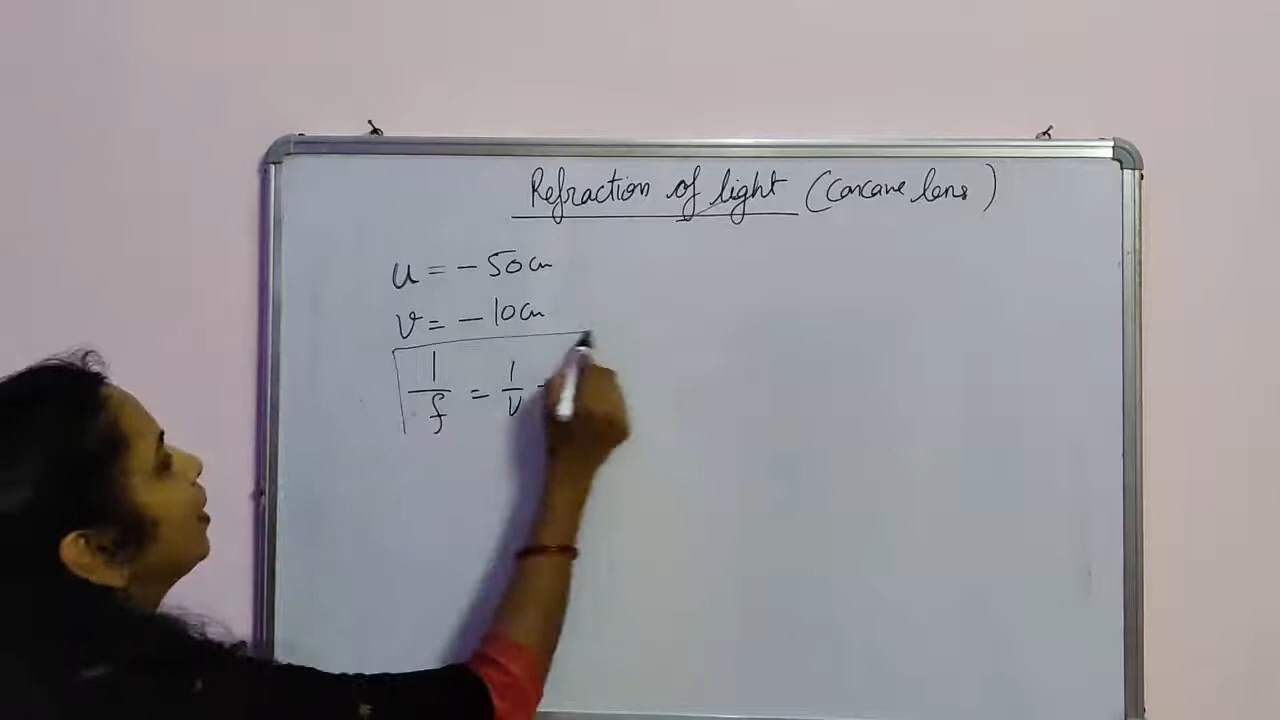 Refraction of light (Concave lens)
u = - 50cm
v = - 10cm
1/f = 1/v -